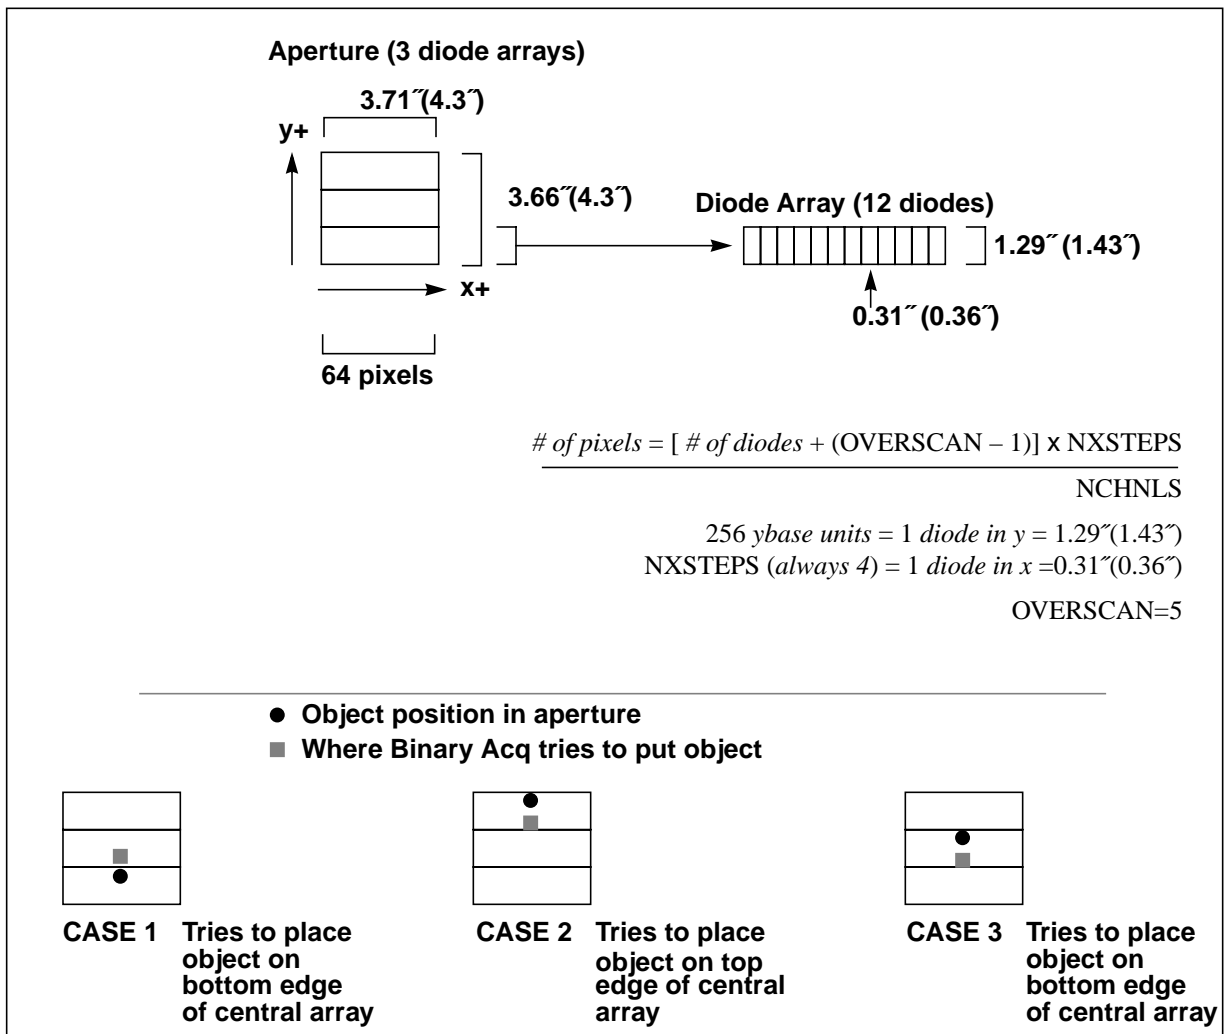 Aperture (3 diode arrays)
3.71˝(4.3˝)
y+
3.66˝(4.3˝)
Diode Array (12 diodes)
1.29˝ (1.43˝)
x+
0.31˝ (0.36˝)
64 pixels
# of pixels = [ # of diodes + (OVERSCAN – 1)] x NXSTEPS
NCHNLS
256 ybase units = 1 diode in y = 1.29˝(1.43˝)
NXSTEPS (always 4) = 1 diode in x =0.31˝(0.36˝)
OVERSCAN=5
Object position in aperture
Where Binary Acq tries to put object
CASE 1 Tries to place
object on
bottom edge
of central array
CASE 2 Tries to place
object on top
edge of central
array
CASE 3 Tries to place
object on
bottom edge
of central array